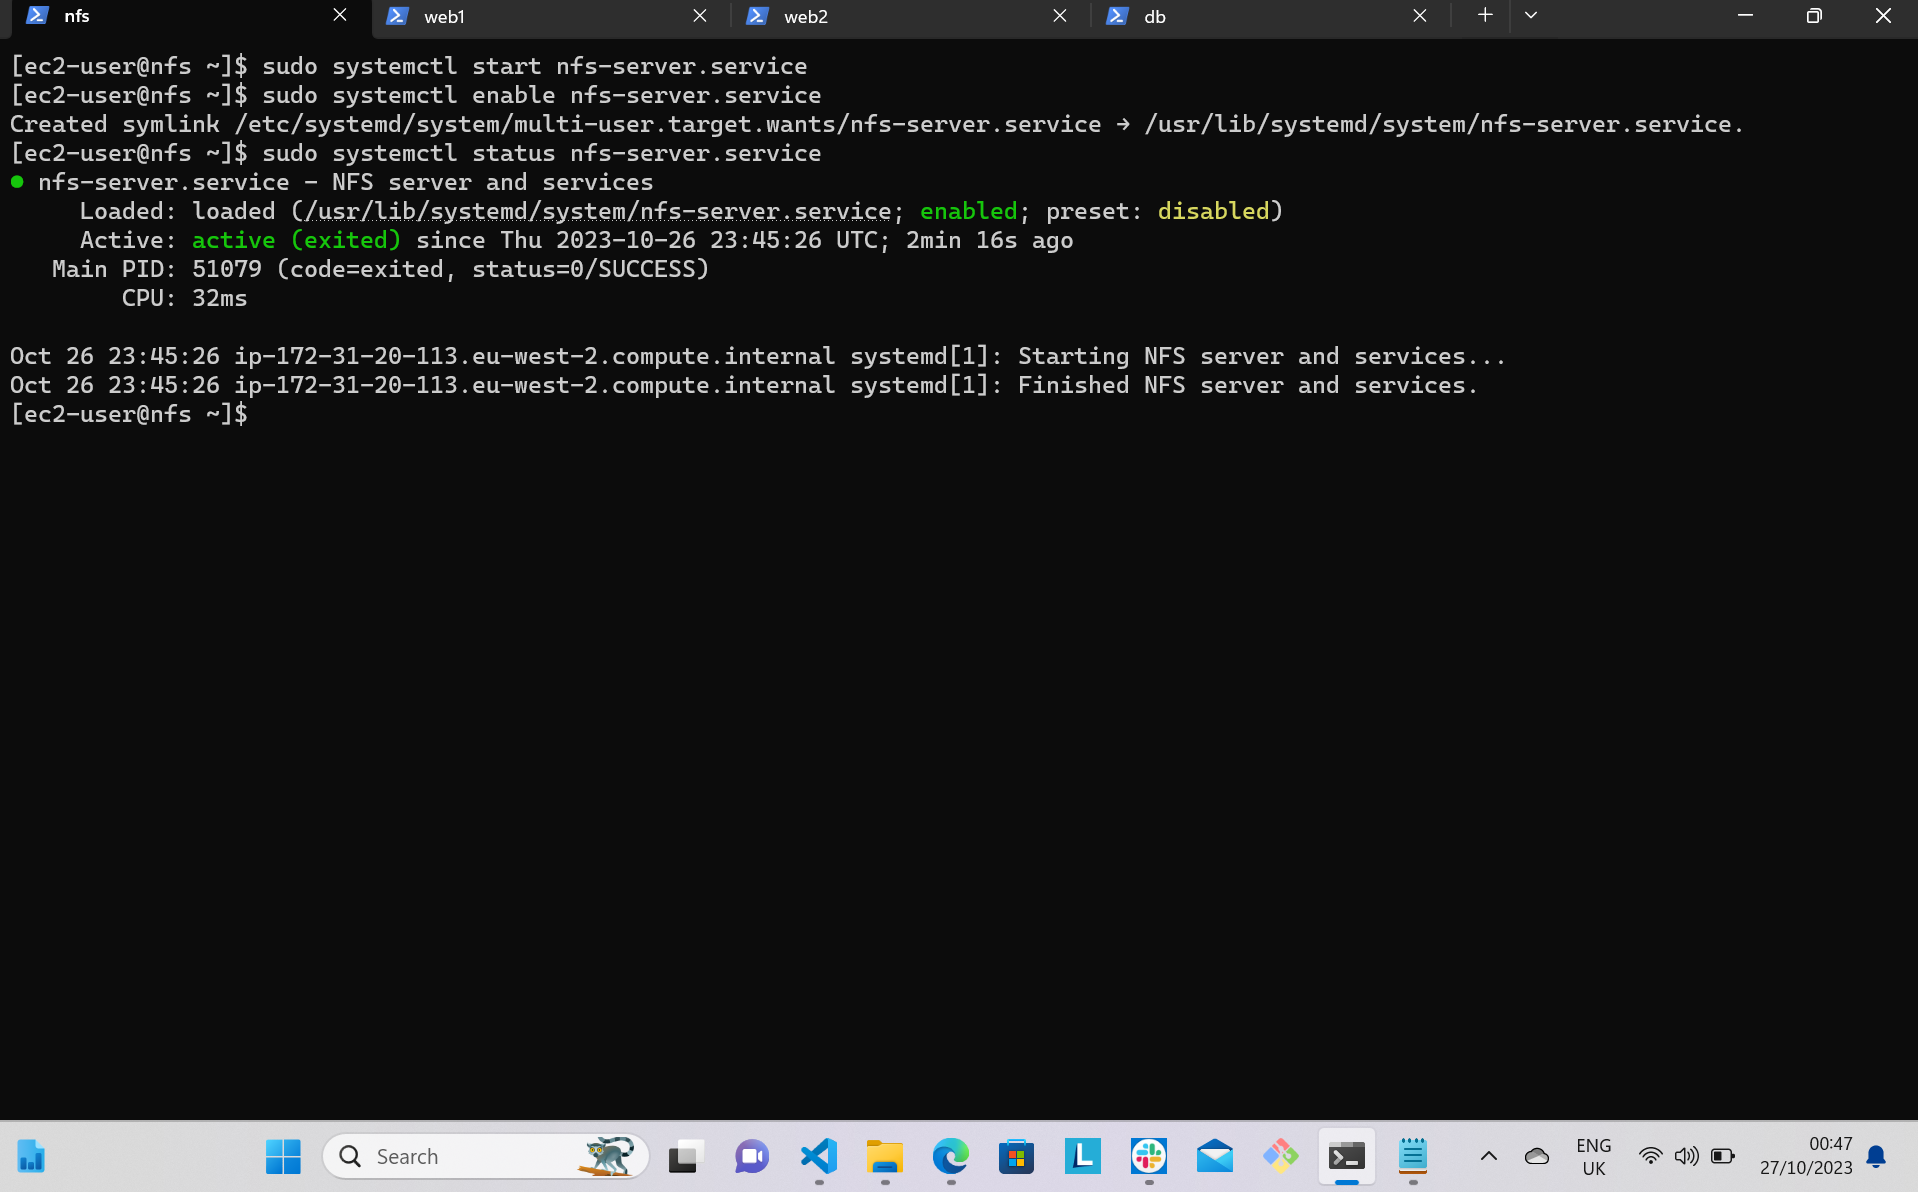 nfs
web1
web2
db
[ec2-user@nfs ~]$ sudo systemctl start nfs-server.service
[ec2-user@nfs ~]$ sudo systemctl enable nfs-server.service
Created symlink /etc/systemd/system/multi-user.target.wants/nfs-server.service → /usr/lib/systemd/system/nfs-server.service.
[ec2-user@nfs ~]$ sudo systemctl status nfs-server.service
● nfs-server.service - NFS server and services
Loaded: loaded (/usr/lib/systemd/system/nfs-server.service; enabled; preset: disabled)
Active: active (exited) since Thu 2023-10-26 23:45:26 UTC; 2min 16s ago
Main PID: 51079 (code=exited, status=0/SUCCESS)
CPU: 32ms
Oct 26 23:45:26 ip-172-31-20-113.eu-west-2.compute.internal systemd[1]: Starting NFS server and services...
Oct 26 23:45:26 ip-172-31-20-113.eu-west-2.compute.internal systemd[1]: Finished NFS server and services.
[ec2-user@nfs ~]$
Search
L
ENG
UK
00:47
27/10/2023